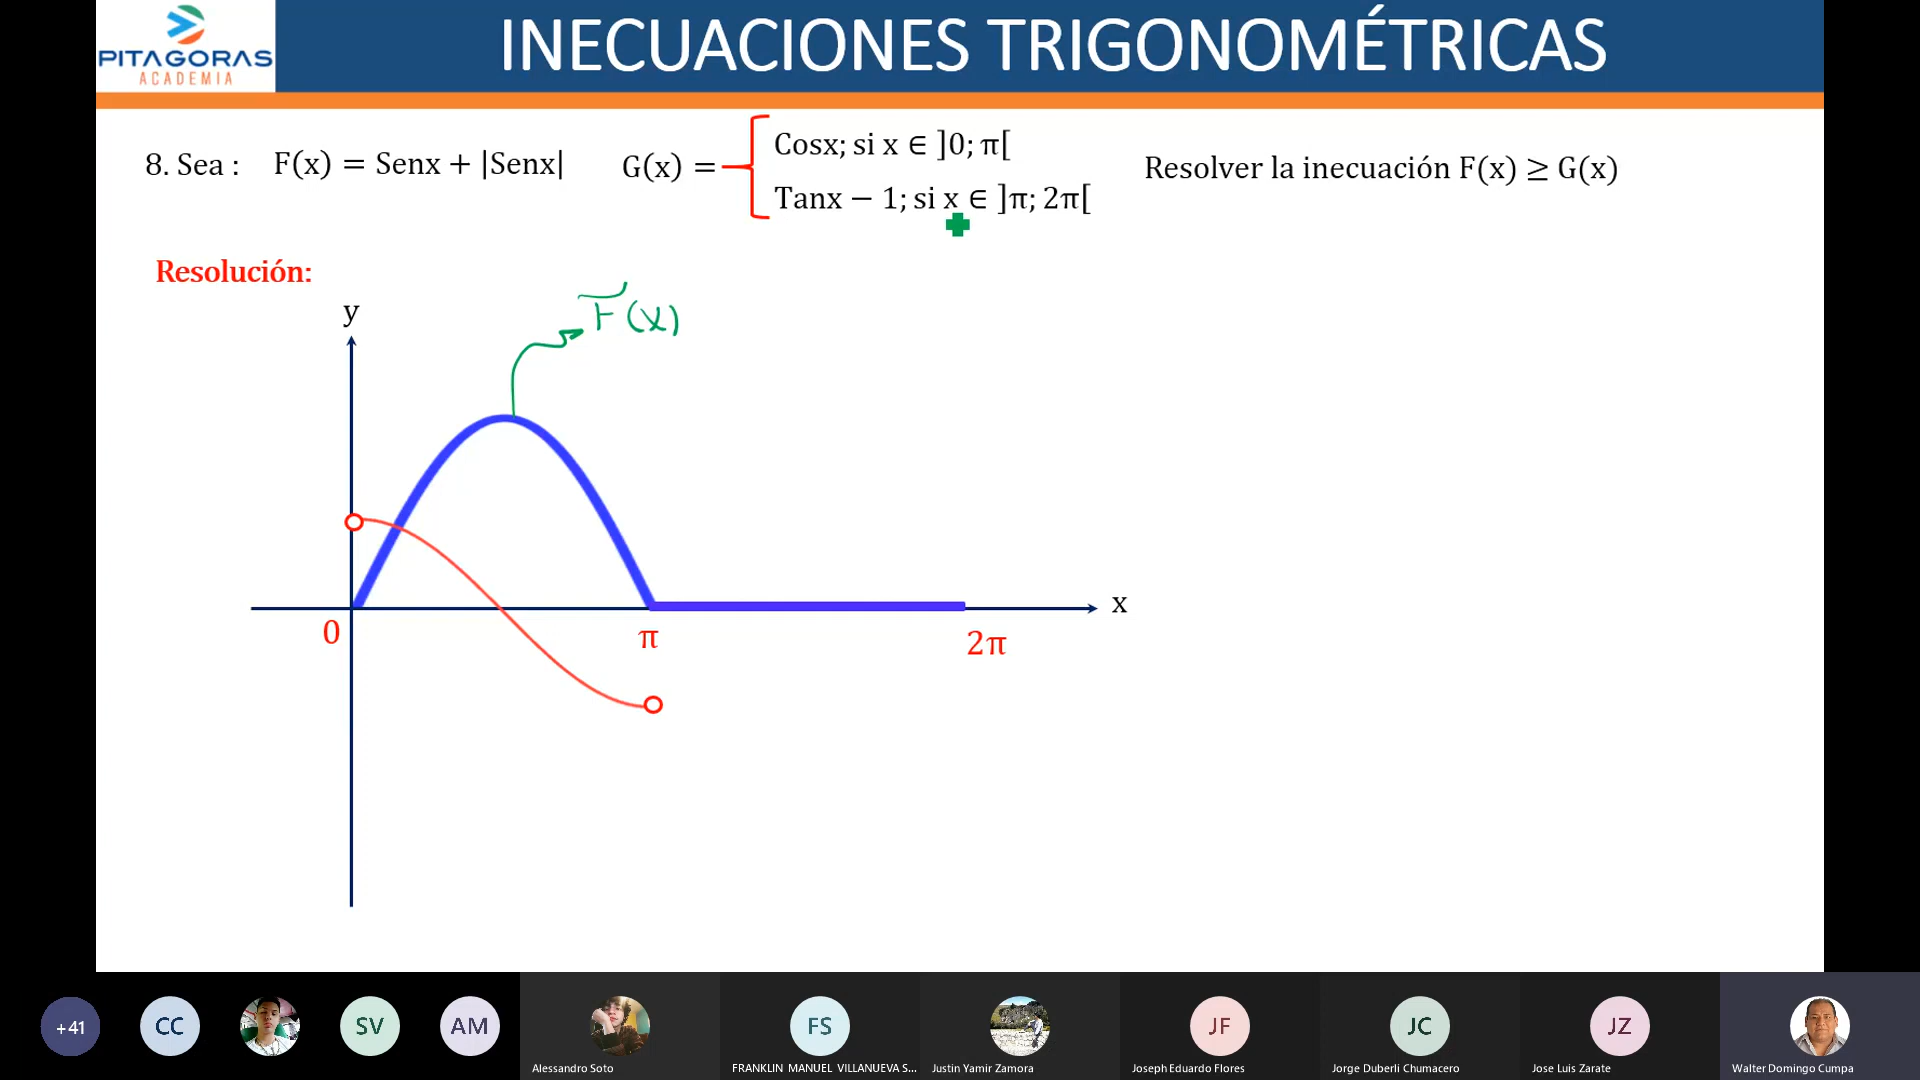 PITAGORAS
ACADEMIA
INECUACIONES TRIGONOMÉTRICAS
8. Sea : F(x) = Senx + |Senx| G(x) = Cosx; si x ∈ ]0; π[
Tanx − 1; si x ∈ ]π; 2π[
Resolver la inecuación F(x) ≥ G(x)
Resolución:
F(x)
y
x
0
π
2π
+41
CC
SV
AM
Alessandro Soto
FS
FRANKLIN MANUEL VILLANUEVA S...
Justin Yamir Zamora
JF
Joseph Eduardo Flores
JC
Jorge Duberli Chumacero
JZ
Jose Luis Zarate
Walter Domingo Cumpa